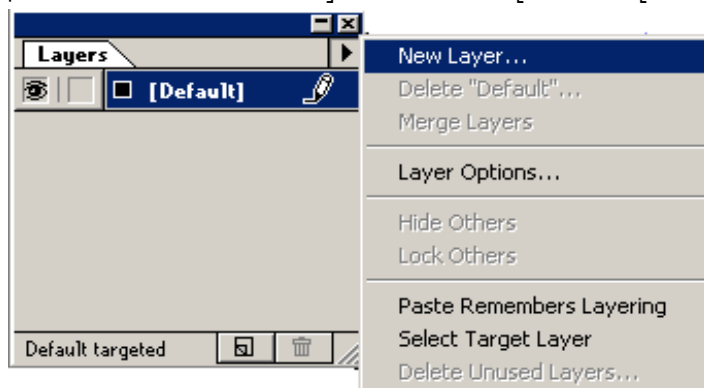 Layers
[Default]
Default targeted
New Layer...
Delete "Default"...
Merge Layers
Layer Options...
Hide Others
Lock Others
Paste Remembers Layering
Select Target Layer
Delete Unused Layers...